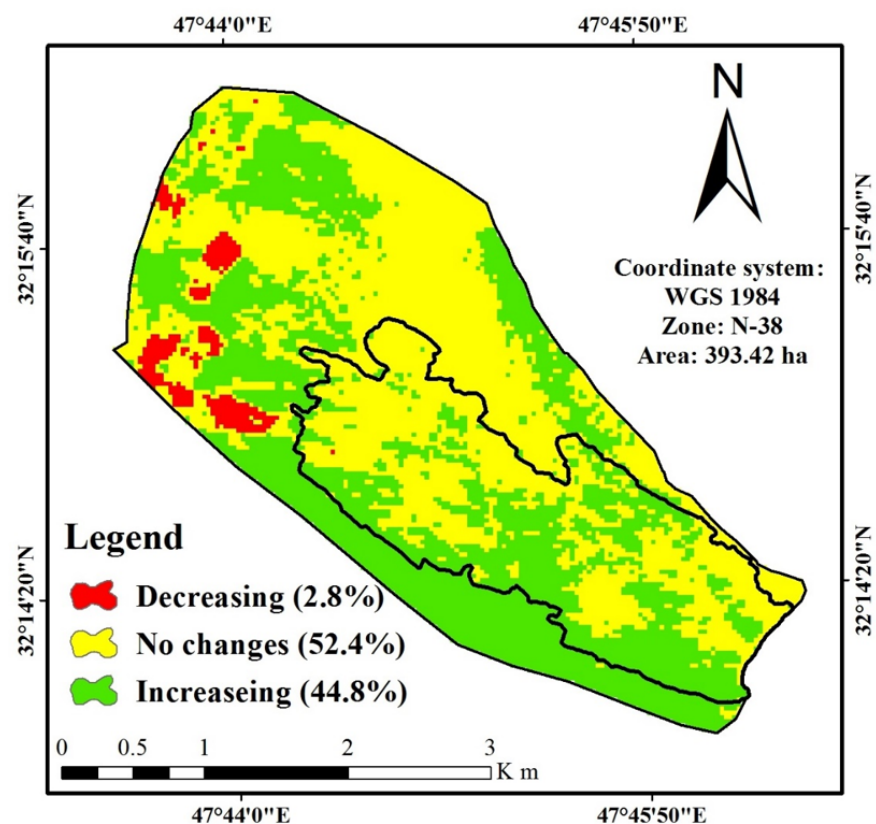 47°44'0"E 47°45'50"E
N
32°15'40"N 32°15'40"N
Coordinate system:
WGS 1984
Zone: N-38
Area: 393.42 ha
32°14'20"N 32°14'20"N
Legend
Decreasing (2.8%)
No changes (52.4%)
Increaseing (44.8%)
0 0.5 1 2 3
K m
47°44'0"E 47°45'50"E